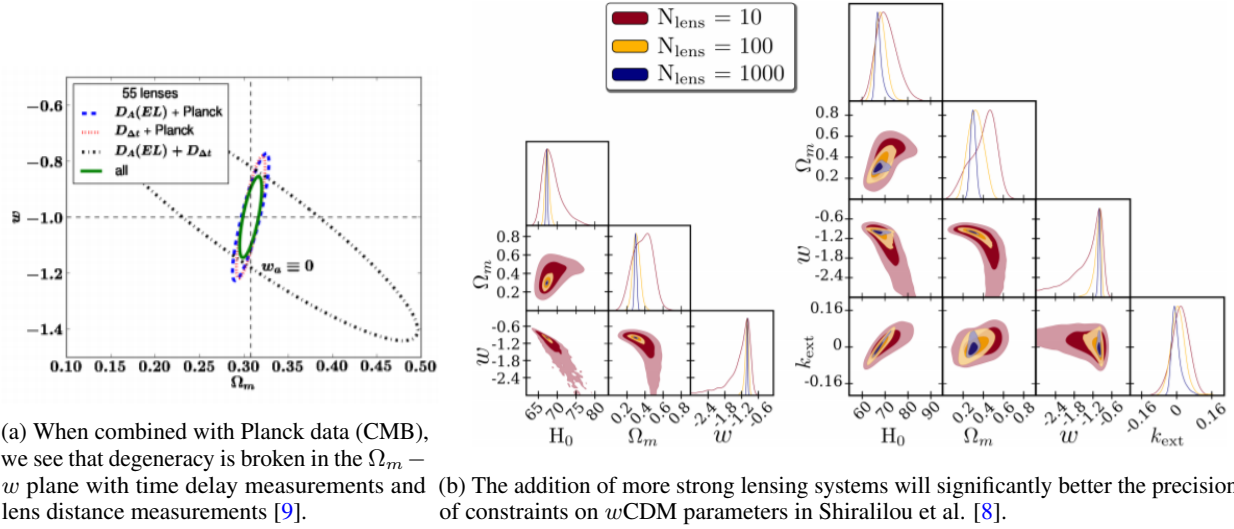 55 lenses
D_A(EL) + Planck
D_Δt + Planck
D_A(EL) + D_Δt
all
w
−0.6
−0.8
−1.0
−1.2
−1.4
w_a ≡ 0
0.10 0.15 0.20 0.25 0.30 0.35 0.40 0.45 0.50
Ω_m
(a) When combined with Planck data (CMB),
we see that degeneracy is broken in the Ω_m −
w plane with time delay measurements and
lens distance measurements [9].
N_lens = 10
N_lens = 100
N_lens = 1000
Ω_m
0.8
0.6
0.4
0.2
w
-0.6
-1.2
-1.8
-2.4
65 70 75 80
0.2 0.4 0.6 0.8
-2.4 -1.8 -1.2 -0.6
H_0 Ω_m w
Ω_m
0.8
0.6
0.4
0.2
w
-0.6
-1.2
-1.8
-2.4
k_ext
0.16
0
-0.16
60 70 80 90
0.2 0.4 0.6 0.8
-2.4 -1.8 -1.2 -0.6
-0.16 0 0.16
H_0 Ω_m w k_ext
(b) The addition of more strong lensing systems will significantly better the precision
of constraints on wCDM parameters in Shiralilou et al. [8].